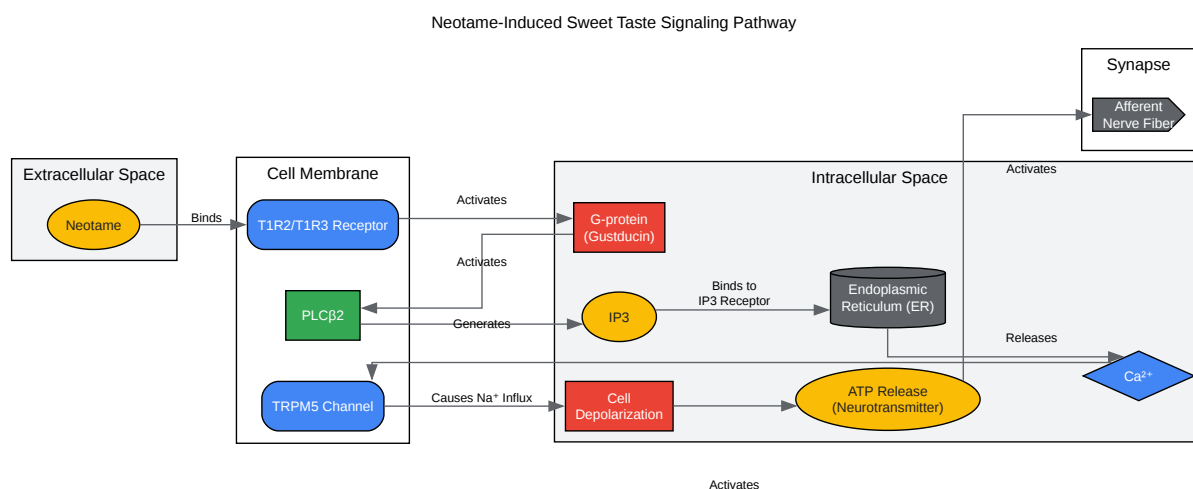 Neotame-Induced Sweet Taste Signaling Pathway
Synapse
Afferent
Nerve Fiber
Activates
Extracellular Space
Neotame
Binds
Cell Membrane
T1R2/T1R3 Receptor
Activates
Intracellular Space
G-protein
(Gustducin)
Activates
PLCβ2
Generates
IP3
Binds to
IP3 Receptor
Endoplasmic
Reticulum (ER)
Releases
Ca²⁺
TRPM5 Channel
Causes Na⁺ Influx
Cell
Depolarization
ATP Release
(Neurotransmitter)
Activates